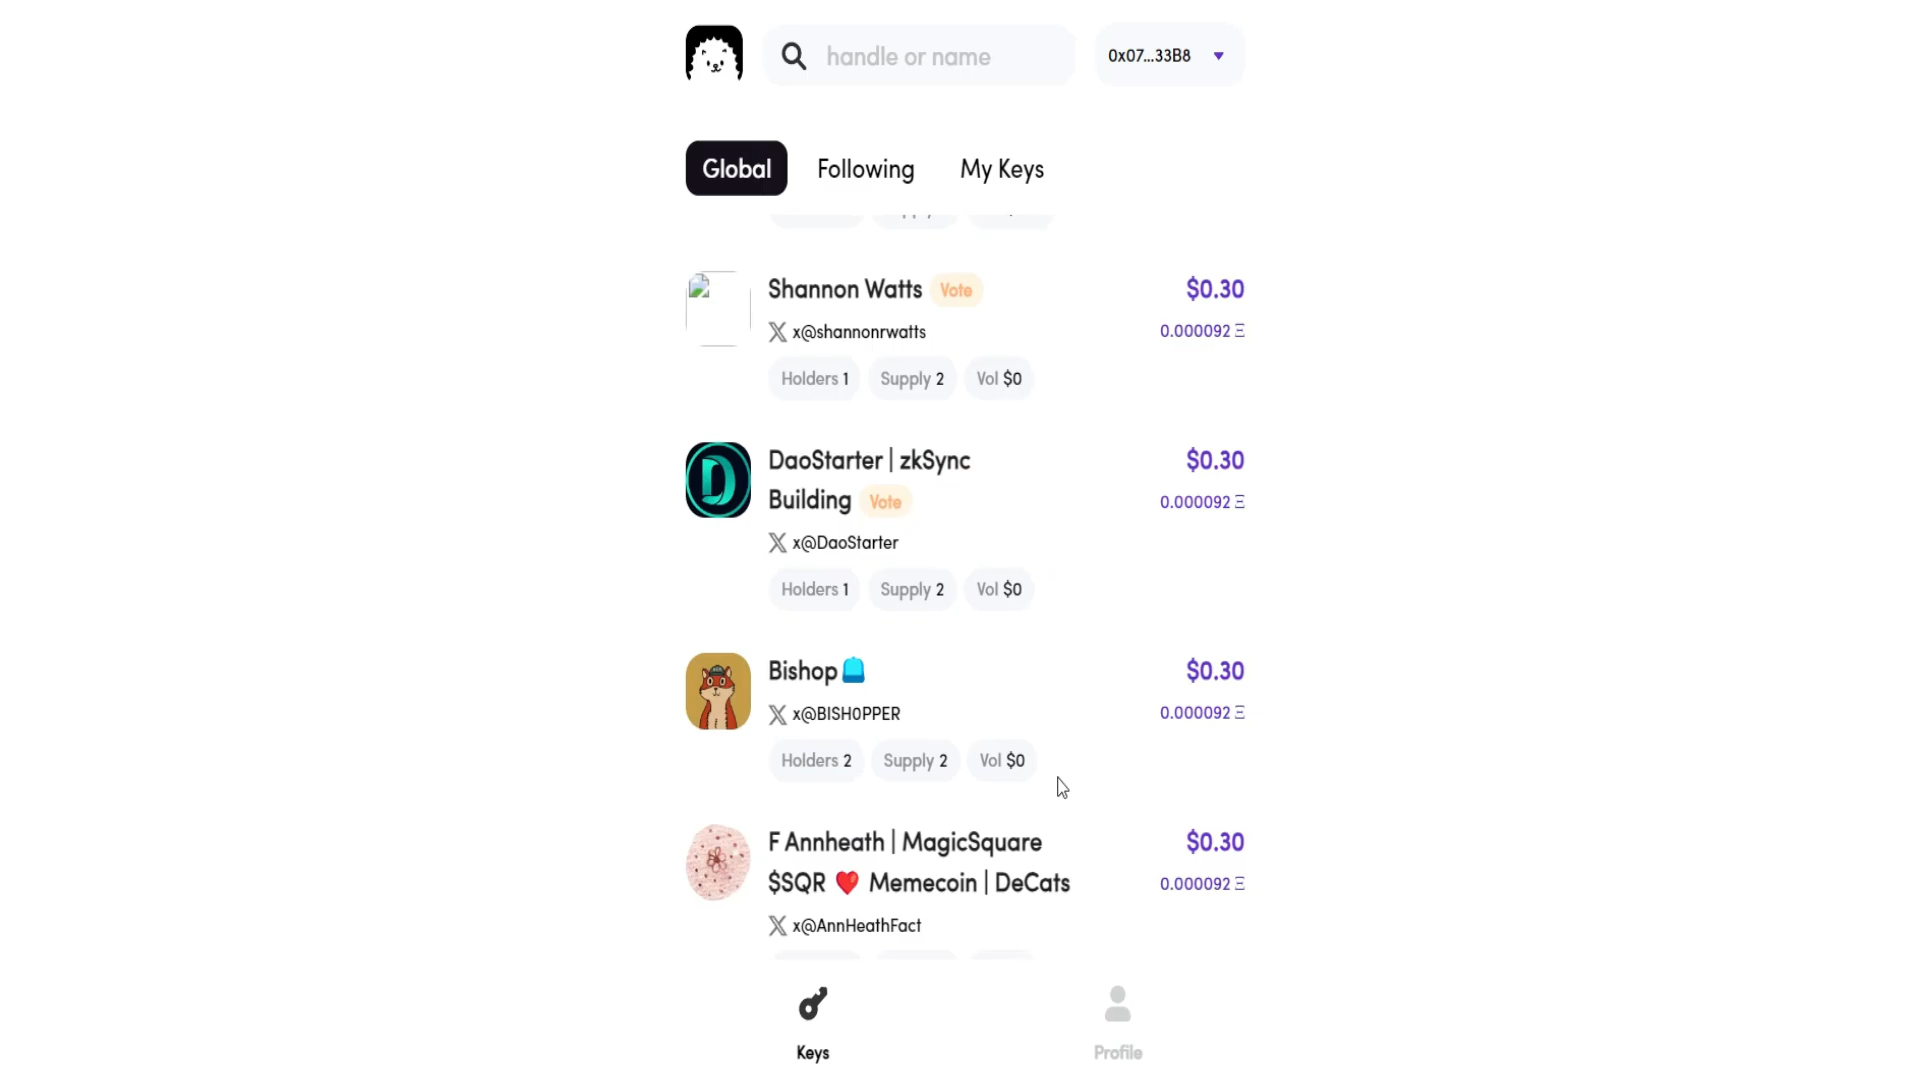 handle or name
0x07...33B8
Global
Following
My Keys
Shannon Watts
Vote
$0.30
x@shannonrwatts
0.000092 Ξ
Holders 1
Supply 2
Vol $0
DaoStarter | zkSync
Building
Vote
$0.30
0.000092 Ξ
x@DaoStarter
Holders 1
Supply 2
Vol $0
Bishop
$0.30
x@BISH0PPER
0.000092 Ξ
Holders 2
Supply 2
Vol $0
F Annheath | MagicSquare
$SQR ❤️ Memecoin | DeCats
$0.30
0.000092 Ξ
x@AnnHeathFact
Keys
Profile